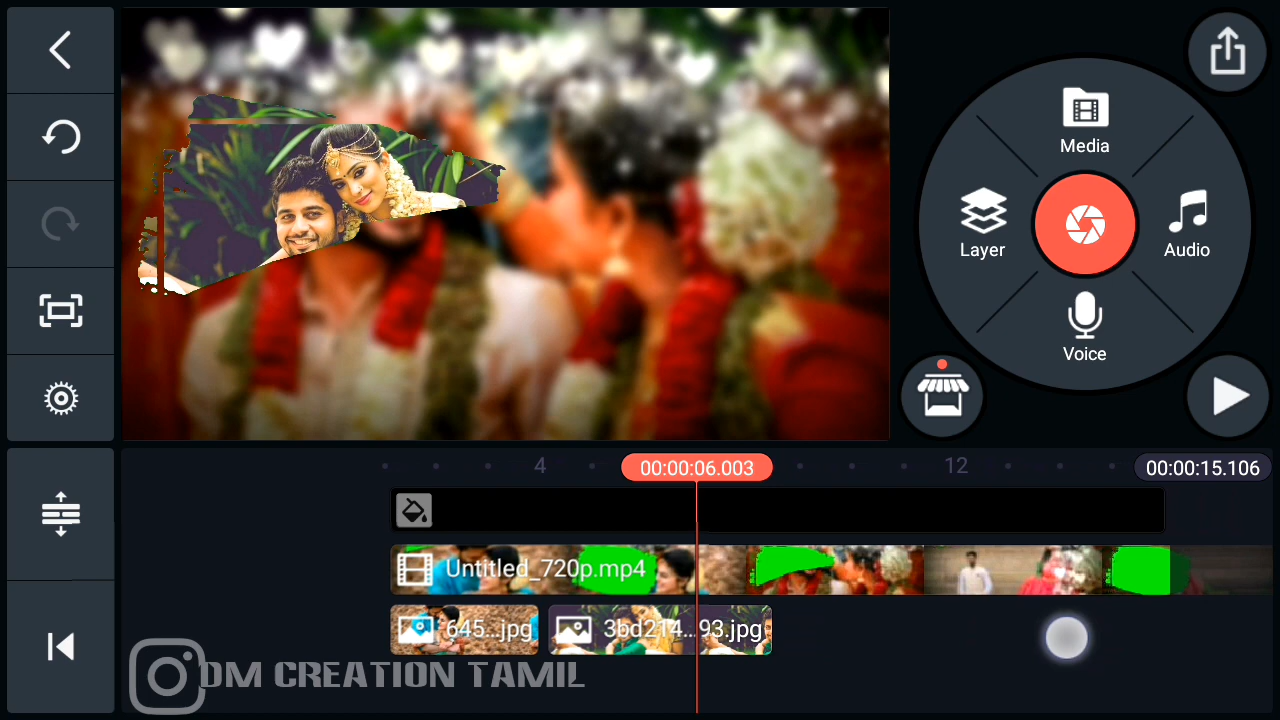 Media
Layer
Audio
Voice
4
00:00:06.003
12
00:00:15.106
Untitled_720p.mp4
645...jpg
3bd214...93.jpg
DM CREATION TAMIL